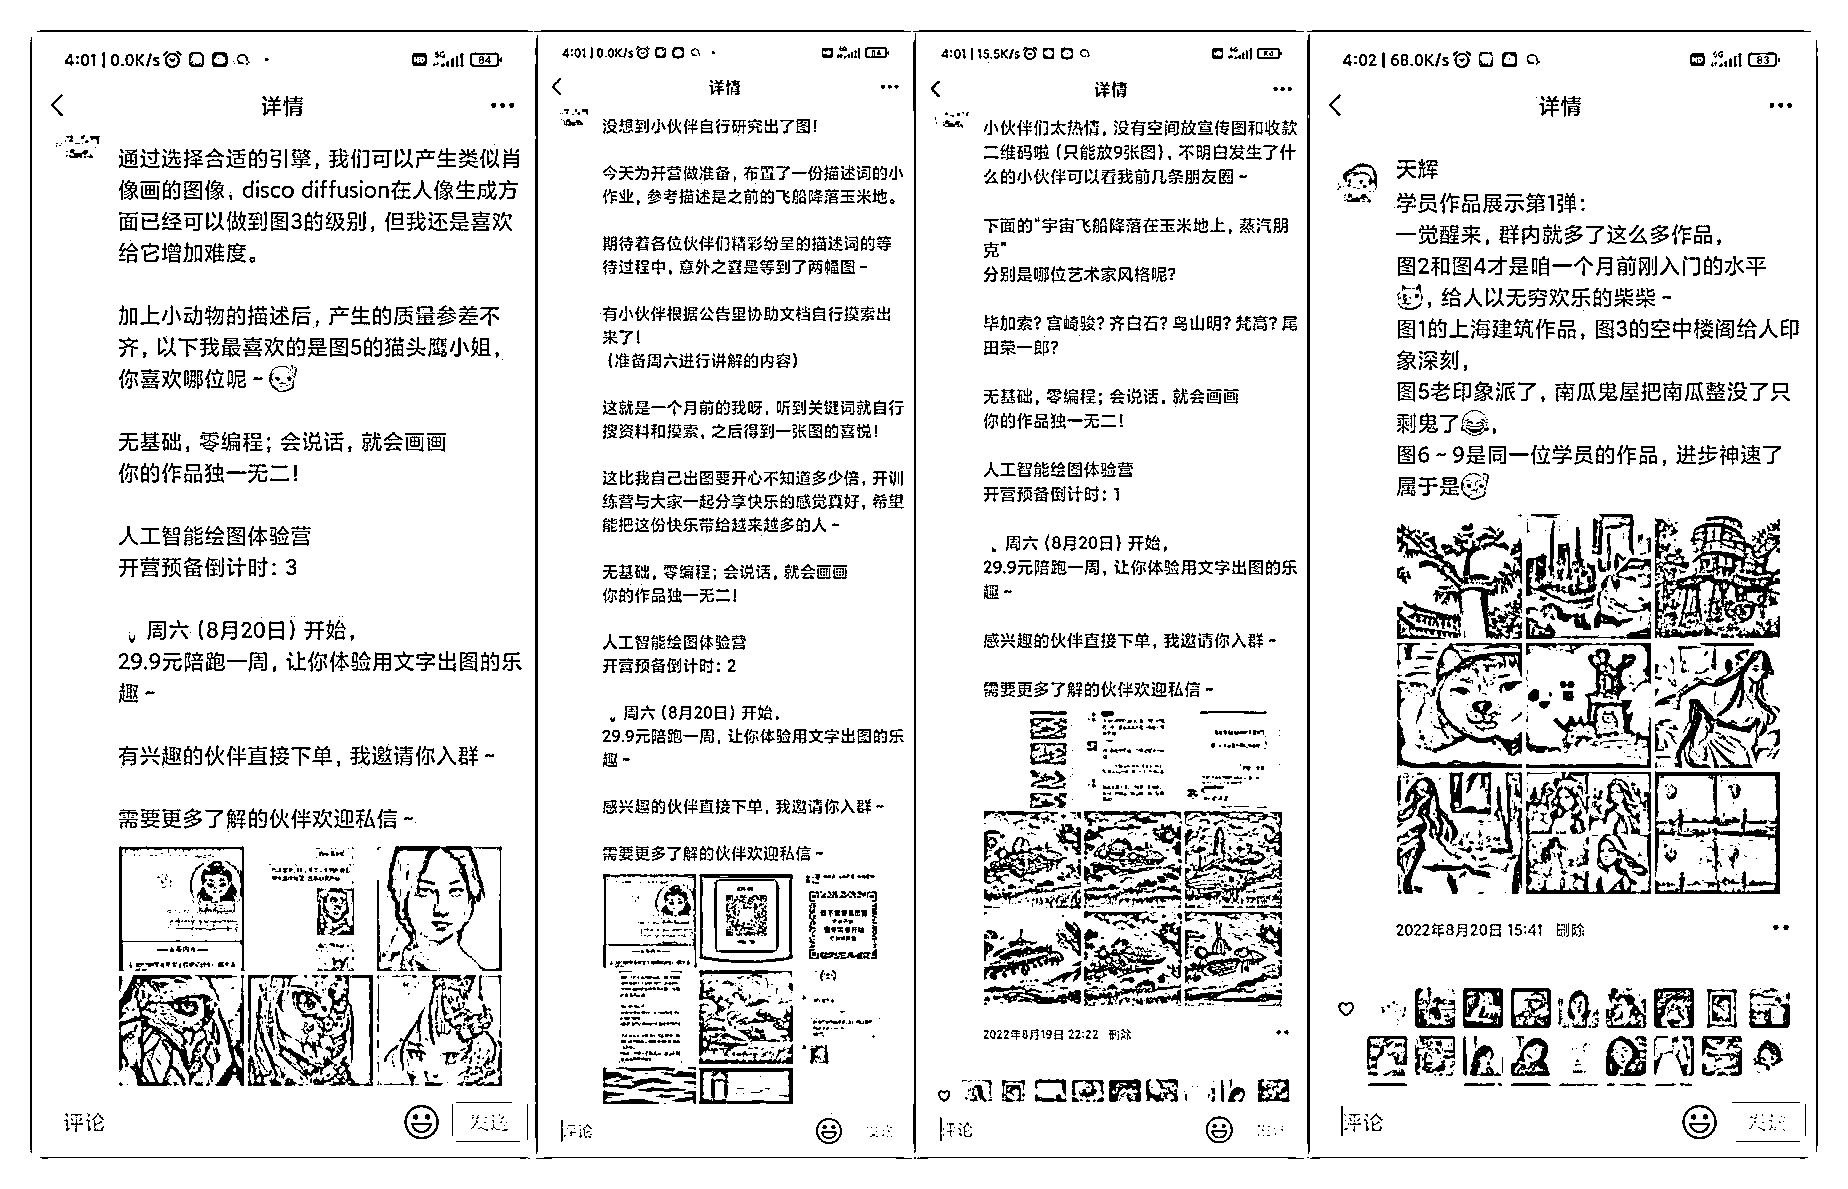 4:01 | 0.0K/s
84
详情
通过选择合适的引擎，我们可以产生类似肖
像画的图像，disco diffusion在人像生成方
面已经可以做到图3的级别，但我还是喜欢
给它增加难度。
加上小动物的描述后，产生的质量参差不
齐，以下我最喜欢的是图5的猫头鹰小姐，
你喜欢哪位呢~
无基础，零编程；会说话，就会画画
你的作品独一无二！
人工智能绘图体验营
开营预备倒计时：3
周六（8月20日）开始，
29.9元陪跑一周，让你体验用文字出图的乐
趣~
有兴趣的伙伴直接下单，我邀请你入群~
需要更多了解的伙伴欢迎私信~
评论
发送
4:01 | 0.0K/s
详情
没想到小伙伴自行研究出了图！
今天为开营做准备，布置了一份描述词的小
作业，参考描述是之前的飞船降落玉米地。
期待着各位伙伴们精彩纷呈的描述词的等
待过程中，意外之喜是等到了两幅图~
有小伙伴根据公告里协助文档自行摸索出
来了！
（准备周六进行讲解的内容）
这就是一个月前的我呀，听到关键词就自行
搜资料和摸索，之后得到一张图的喜悦！
这比我自己出图要开心不知道多少倍，开训
练营与大家一起分享快乐的感觉真好，希望
能把这份快乐带给越来越多的人~
无基础，零编程；会说话，就会画画
你的作品独一无二！
人工智能绘图体验营
开营预备倒计时：2
周六（8月20日）开始，
29.9元陪跑一周，让你体验用文字出图的乐
趣~
感兴趣的伙伴直接下单，我邀请你入群~
需要更多了解的伙伴欢迎私信~
评论
4:01 | 15.5K/s
详情
小伙伴们太热情，没有空间放宣传图和收款
二维码啦（只能放9张图），不明白发生了什
么的小伙伴可以看我前几条朋友圈~
下面的“宇宙飞船降落在玉米地上，蒸汽朋
克”
分别是哪位艺术家风格呢？
毕加索？宫崎骏？齐白石？鸟山明？梵高？尾
田荣一郎？
无基础，零编程；会说话，就会画画
你的作品独一无二！
人工智能绘图体验营
开营预备倒计时：1
周六（8月20日）开始，
29.9元陪跑一周，让你体验用文字出图的乐
趣~
感兴趣的伙伴直接下单，我邀请你入群~
需要更多了解的伙伴欢迎私信~
2022年8月19日 22:22 删除
评论
4:02 | 68.0K/s
83
详情
天辉
学员作品展示第1弹：
一觉醒来，群内就多了这么多作品，
图2和图4才是咱一个月前刚入门的水平
，给人以无穷欢乐的柴柴~
图1的上海建筑作品，图3的空中楼阁给人印
象深刻，
图5老印象派了，南瓜鬼屋把南瓜整没了只
剩鬼了，
图6~9是同一位学员的作品，进步神速了
属于是
2022年8月20日 15:41 删除
评论
发送